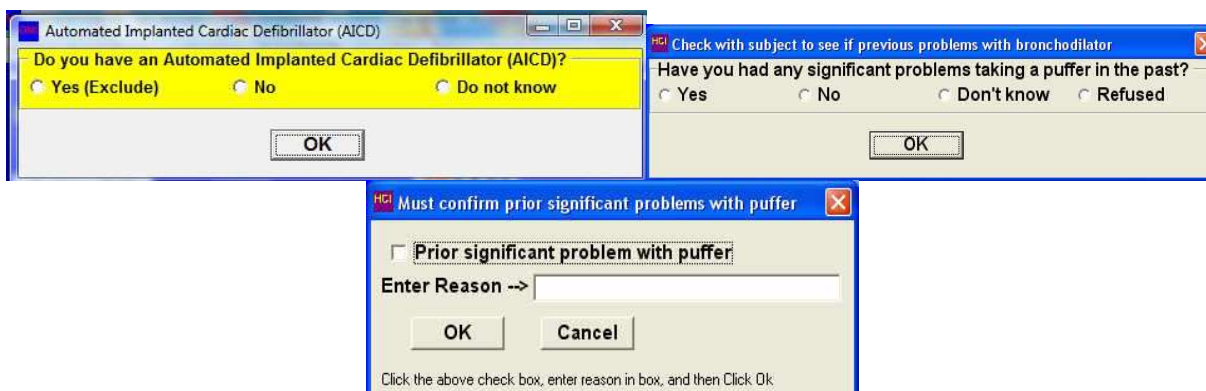 Automated Implanted Cardiac Defibrillator (AICD)
Do you have an Automated Implanted Cardiac Defibrillator (AICD)?
Yes (Exclude) No Do not know
OK
HGI Check with subject to see if previous problems with bronchodilator
Have you had any significant problems taking a puffer in the past?
Yes No Don't know Refused
OK
HGI Must confirm prior significant problems with puffer
Prior significant problem with puffer
Enter Reason -->
OK Cancel
Click the above check box, enter reason in box, and then Click Ok